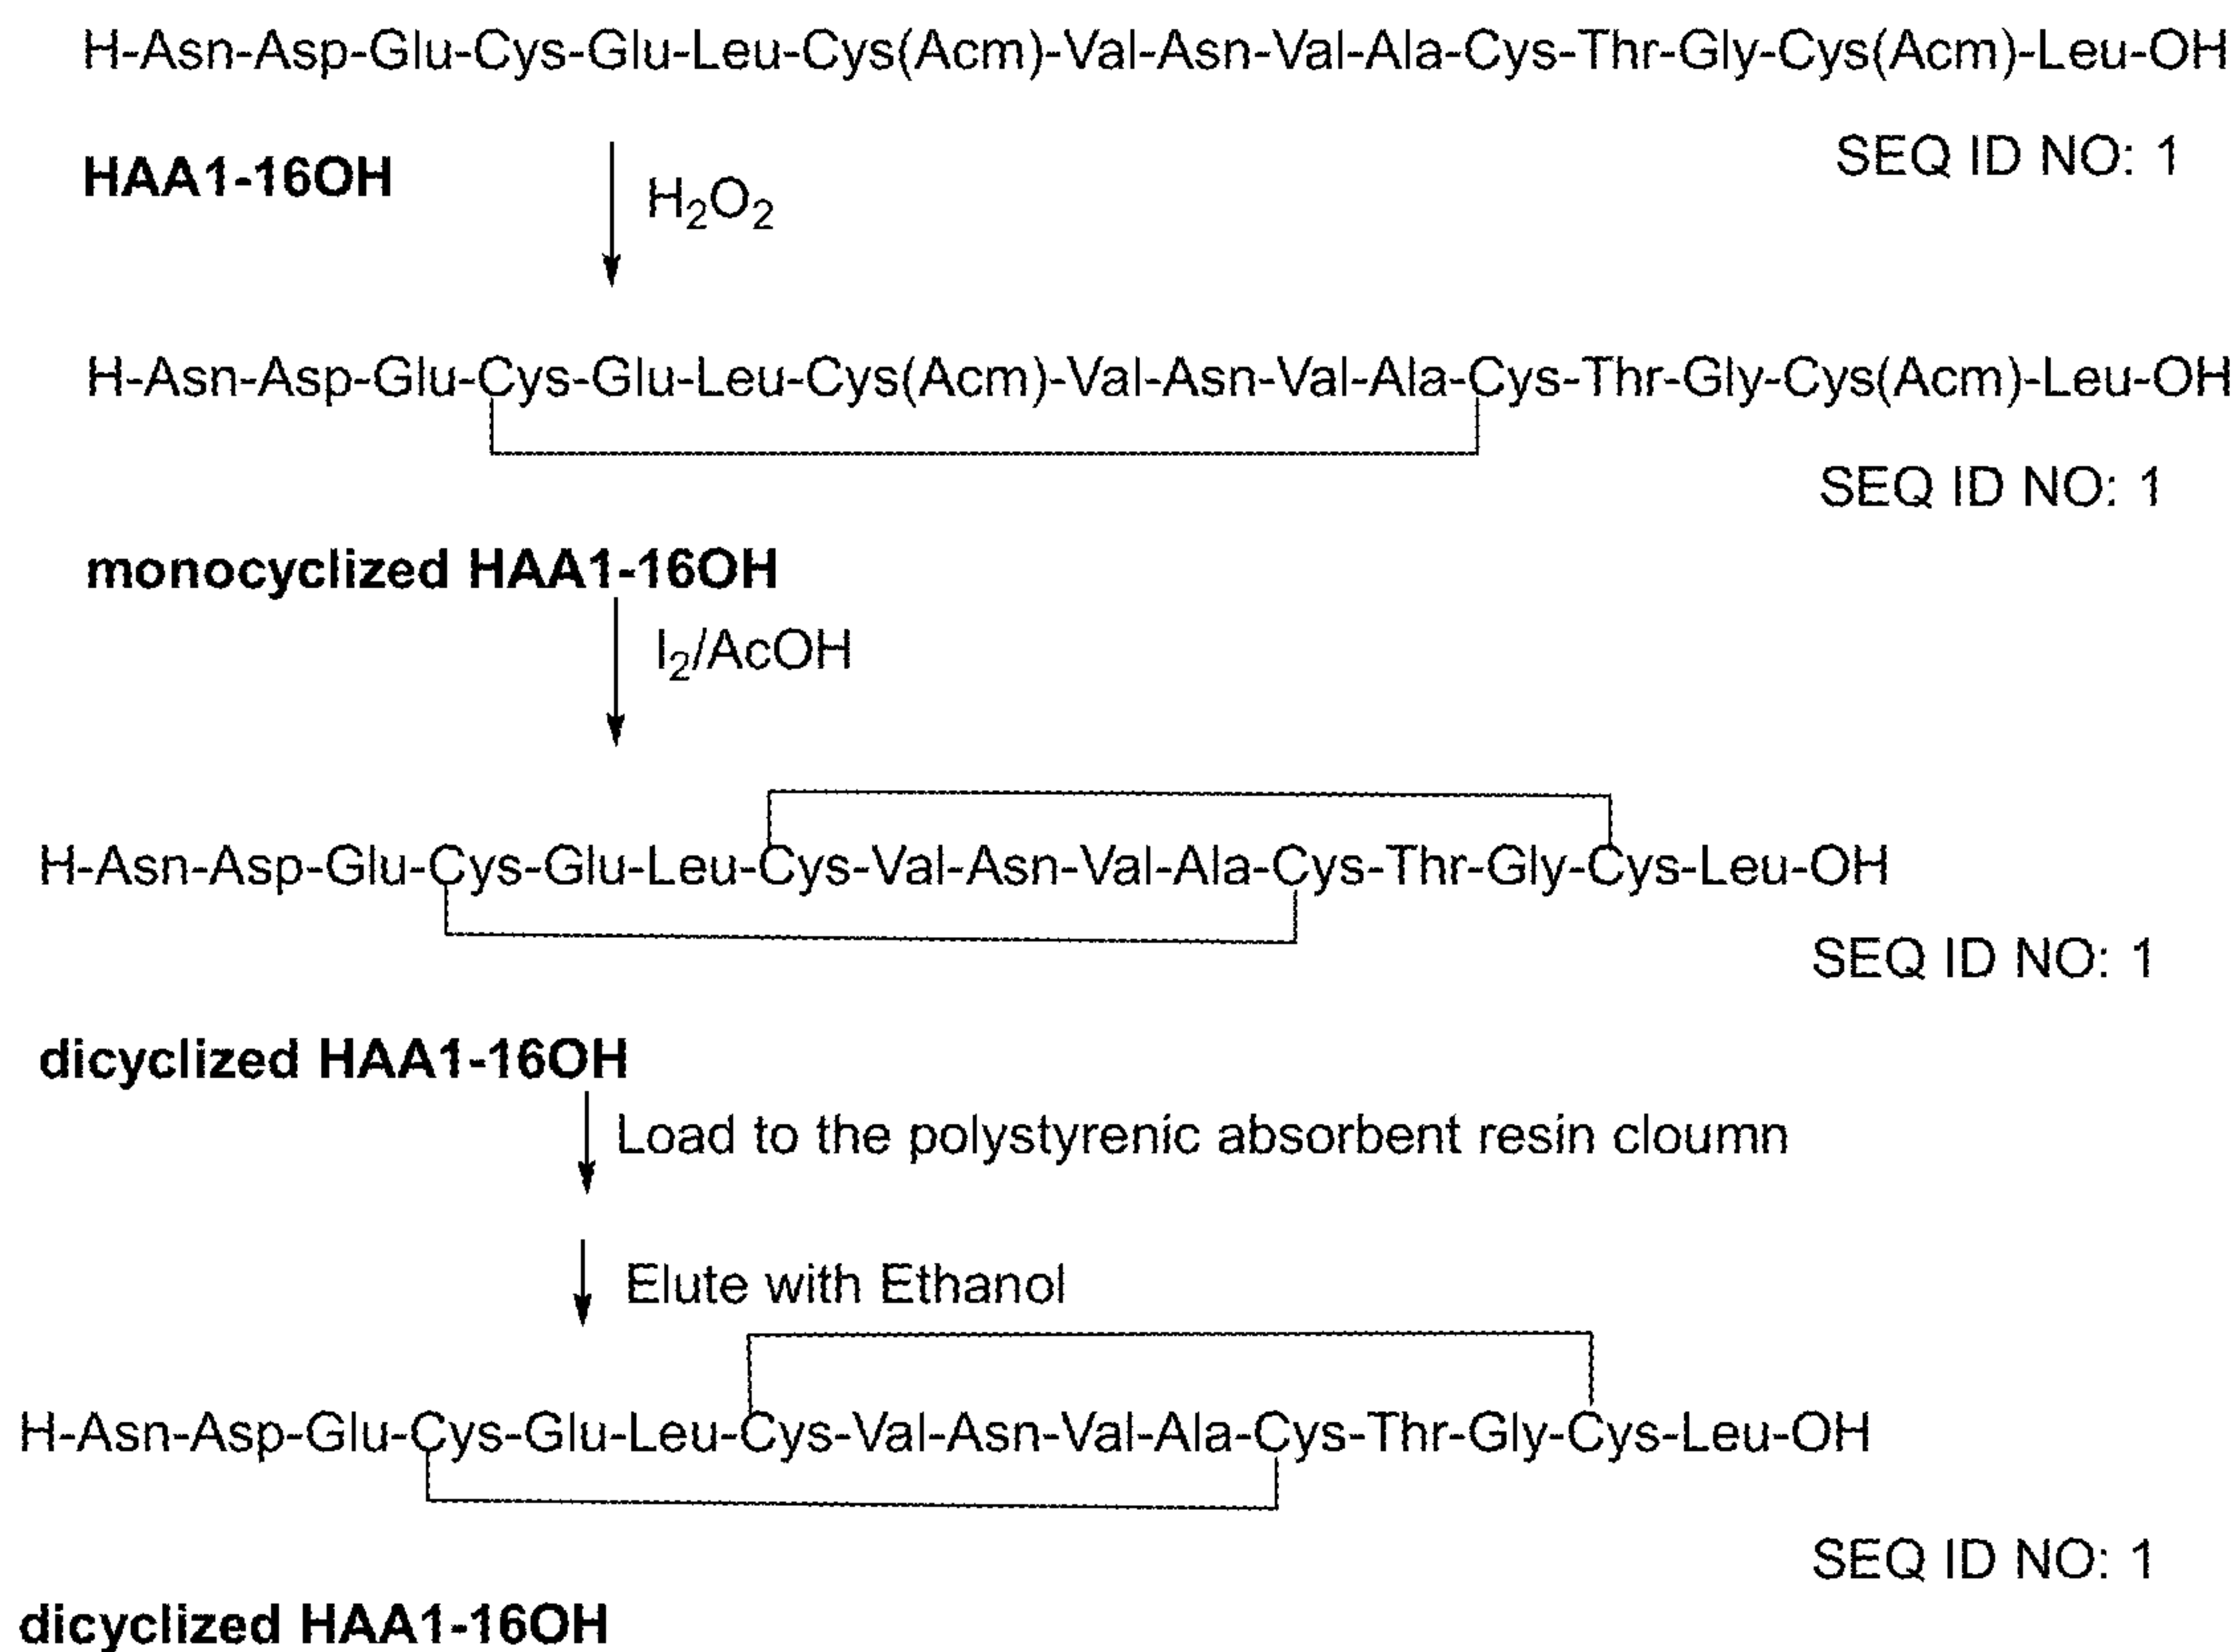 H-Asn-Asp-Glu-Cys-Glu-Leu-Cys(Acm)-Val-Asn-Val-Ala-Cys-Thr-Gly-Cys(Acm)-Leu-OH
SEQ ID NO: 1
HAA1-16OH
H₂O₂
H-Asn-Asp-Glu-Cys-Glu-Leu-Cys(Acm)-Val-Asn-Val-Ala-Cys-Thr-Gly-Cys(Acm)-Leu-OH
SEQ ID NO: 1
monocyclized HAA1-16OH
I₂/AcOH
H-Asn-Asp-Glu-Cys-Glu-Leu-Cys-Val-Asn-Val-Ala-Cys-Thr-Gly-Cys-Leu-OH
SEQ ID NO: 1
dicyclized HAA1-16OH
Load to the polystyrenic absorbent resin cloumn
Elute with Ethanol
H-Asn-Asp-Glu-Cys-Glu-Leu-Cys-Val-Asn-Val-Ala-Cys-Thr-Gly-Cys-Leu-OH
SEQ ID NO: 1
dicyclized HAA1-16OH